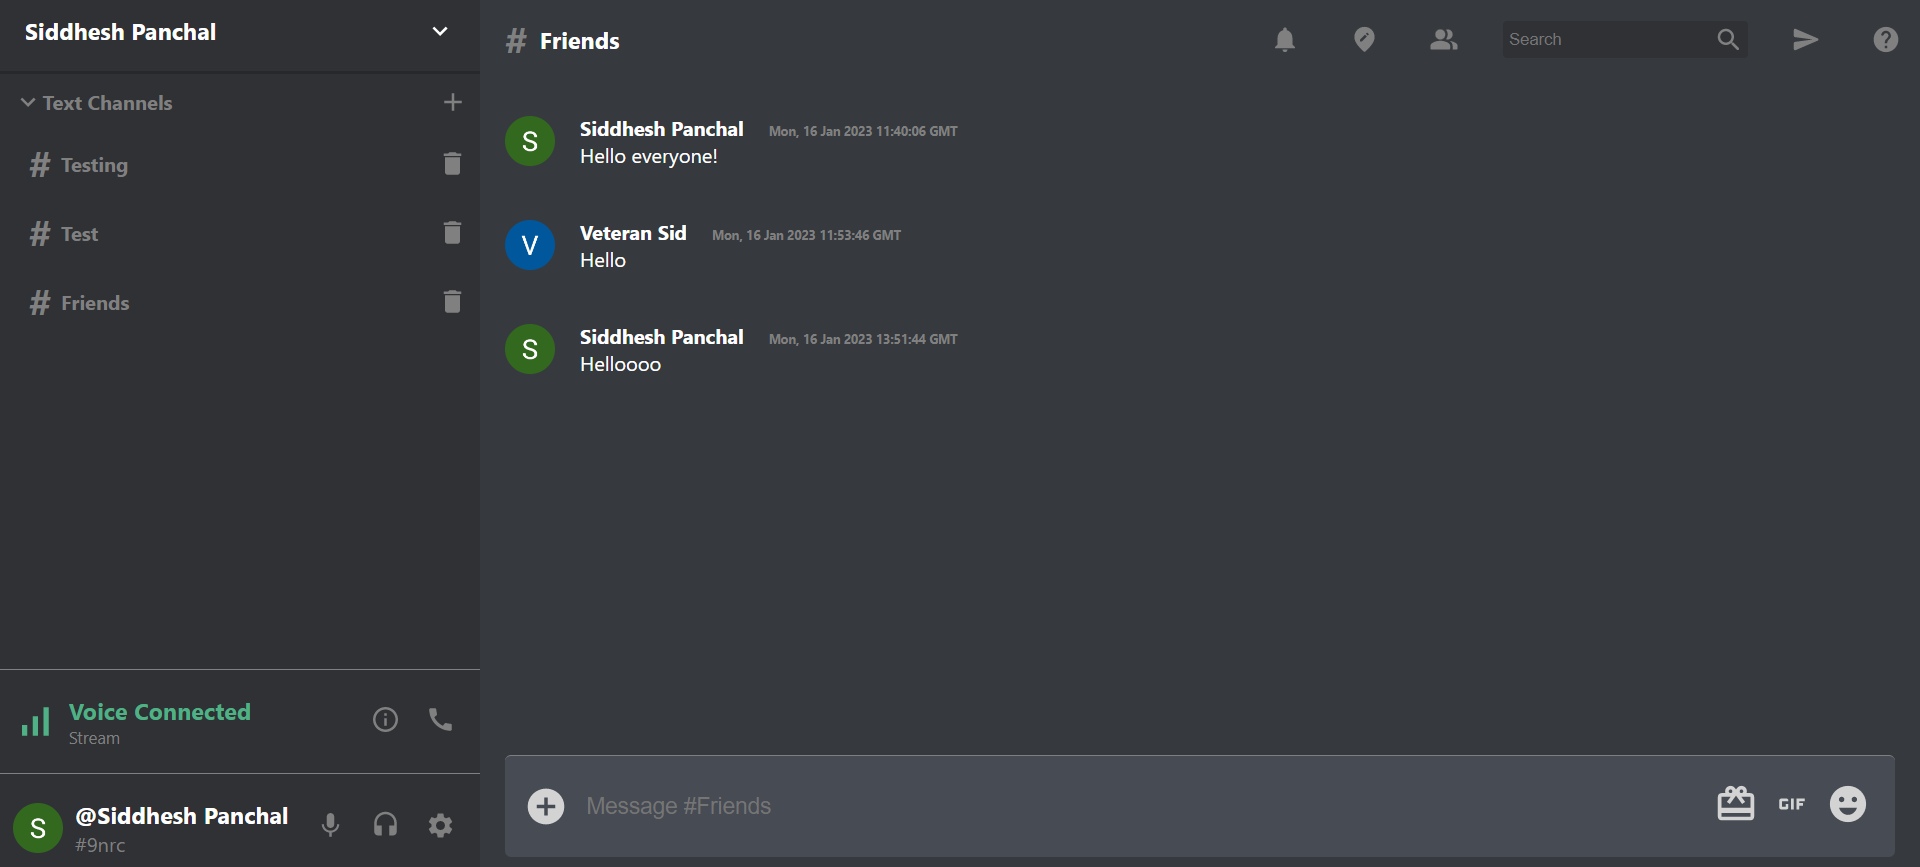 Siddhesh Panchal
Text Channels
# Testing
# Test
# Friends
Voice Connected
Stream
S
@Siddhesh Panchal
#9nrc
# Friends
Search
S
Siddhesh Panchal Mon, 16 Jan 2023 11:40:06 GMT
Hello everyone!
V
Veteran Sid Mon, 16 Jan 2023 11:53:46 GMT
Hello
S
Siddhesh Panchal Mon, 16 Jan 2023 13:51:44 GMT
Helloooo
Message #Friends
GIF